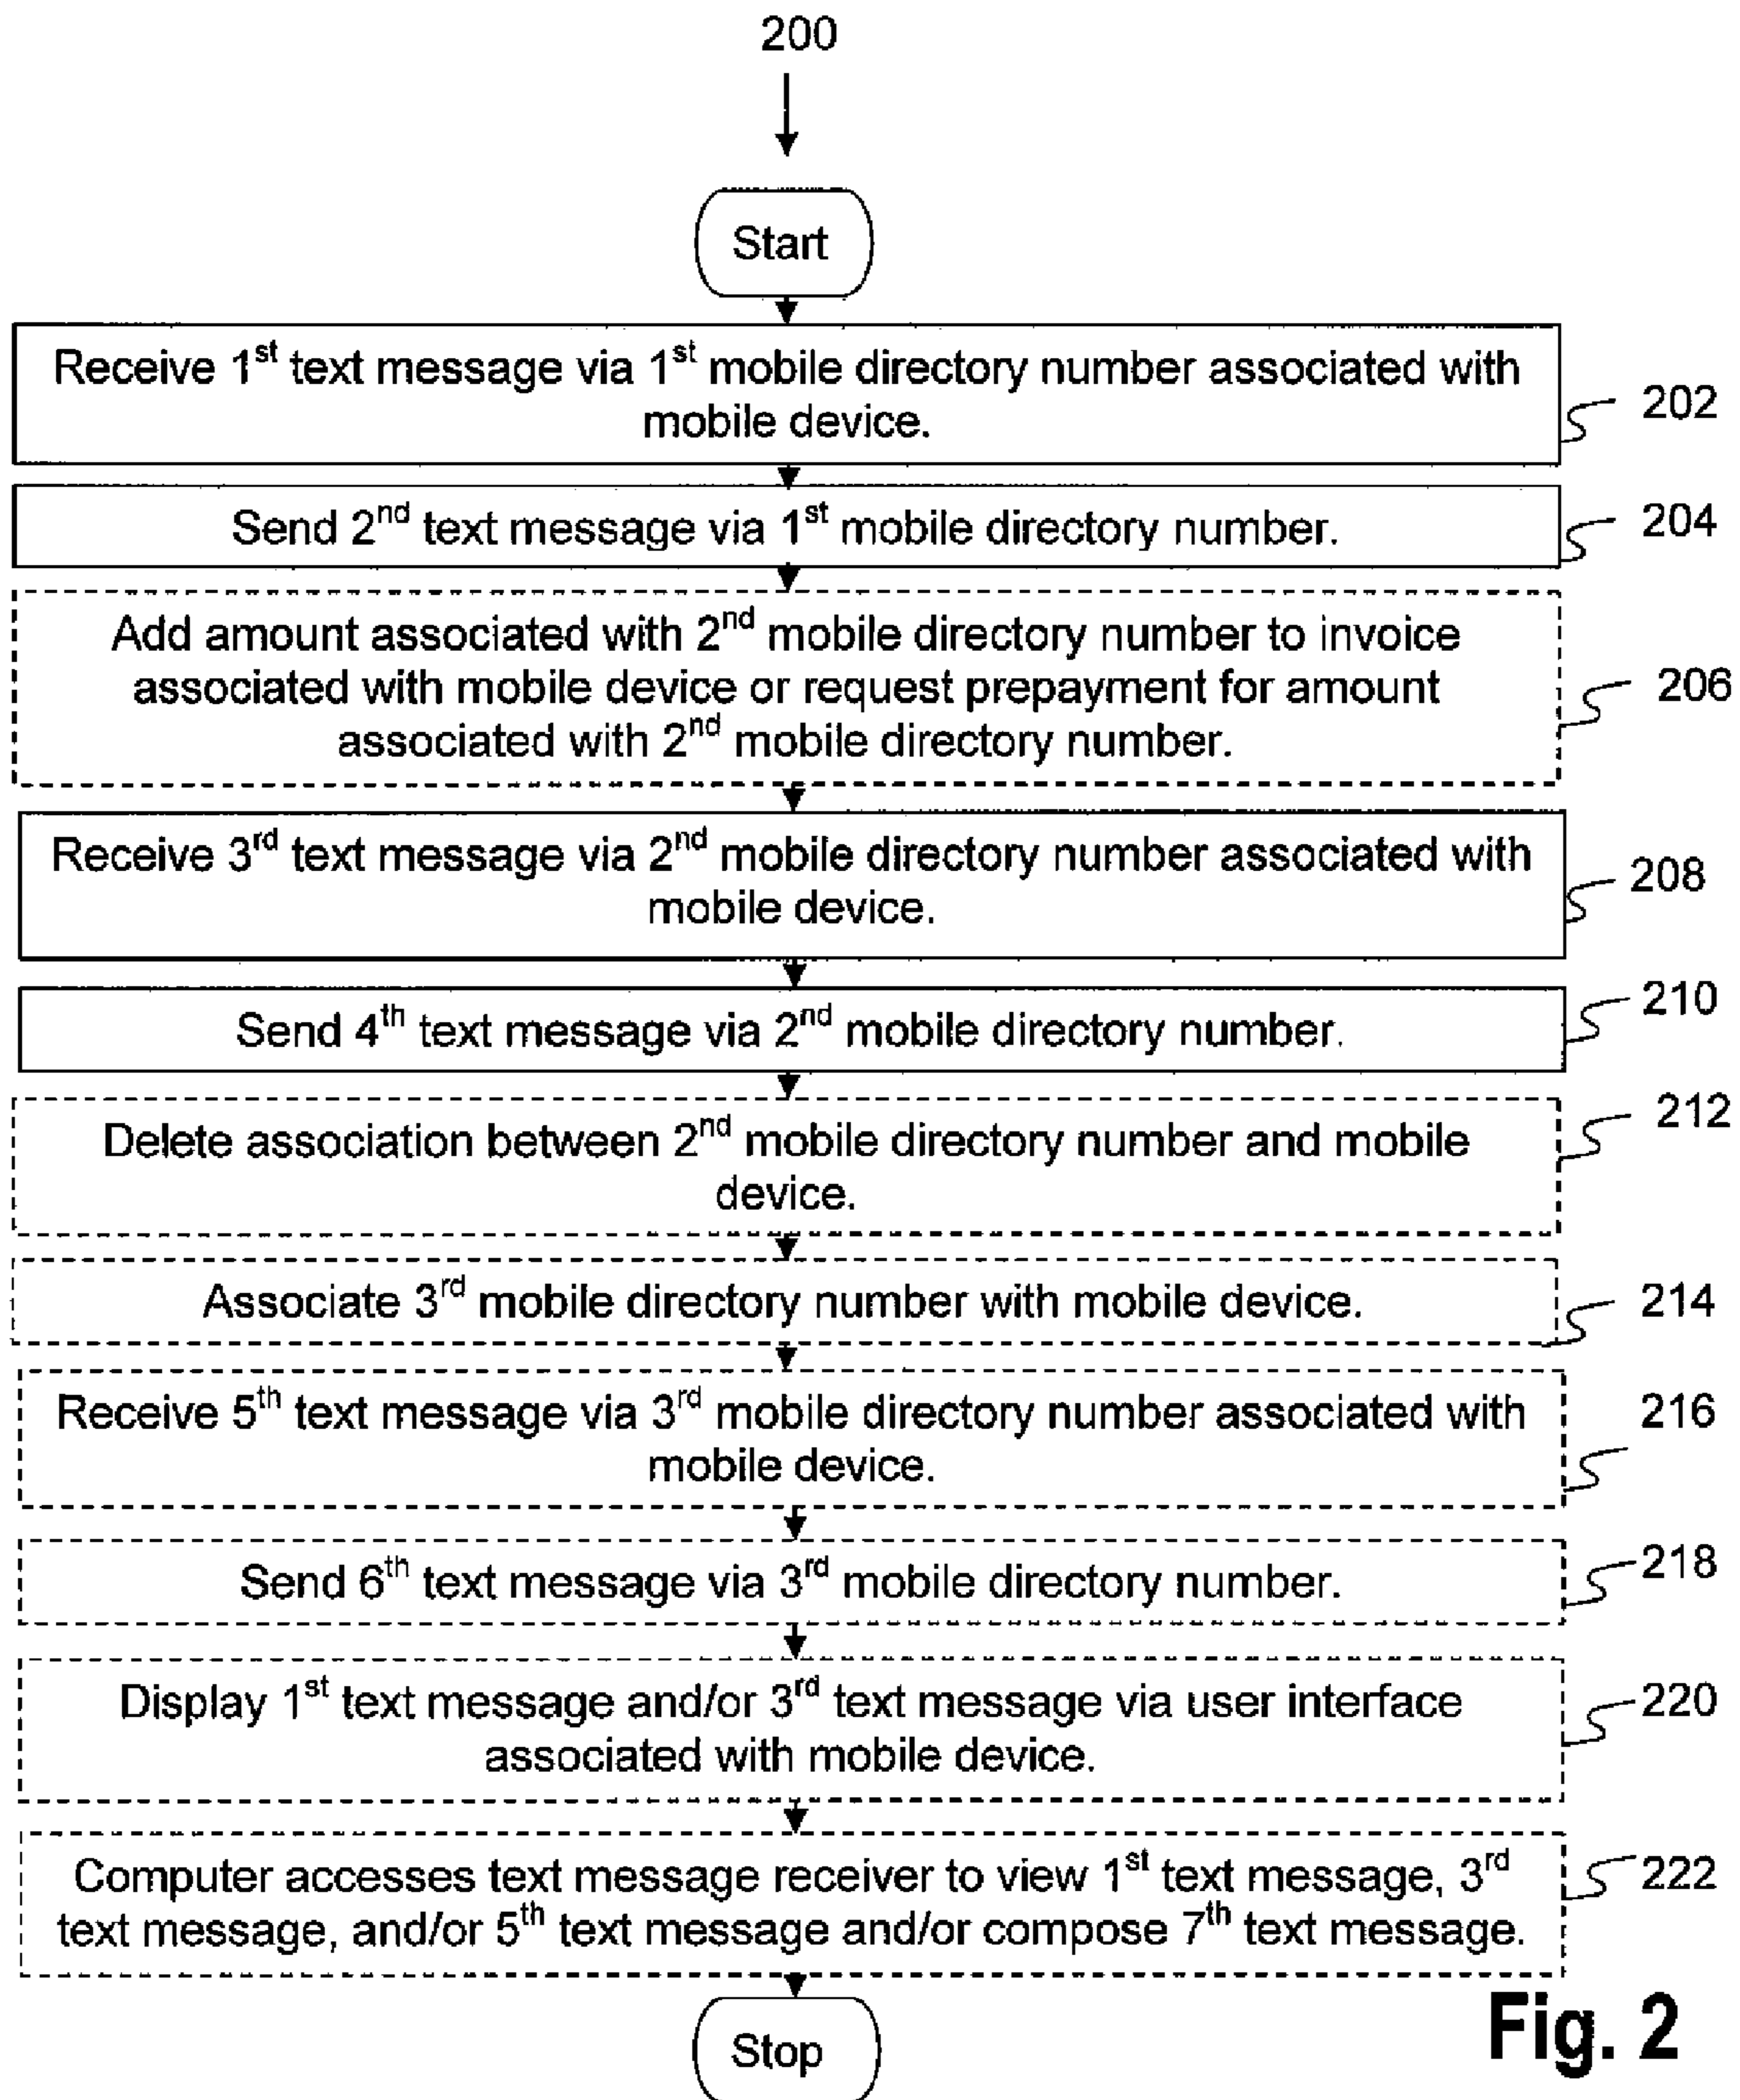 200
Start
Receive 1st text message via 1st mobile directory number associated with
mobile device.
202
Send 2nd text message via 1st mobile directory number.
204
Add amount associated with 2nd mobile directory number to invoice
associated with mobile device or request prepayment for amount
associated with 2nd mobile directory number.
206
Receive 3rd text message via 2nd mobile directory number associated with
mobile device.
208
Send 4th text message via 2nd mobile directory number.
210
Delete association between 2nd mobile directory number and mobile
device.
212
Associate 3rd mobile directory number with mobile device.
214
Receive 5th text message via 3rd mobile directory number associated with
mobile device.
216
Send 6th text message via 3rd mobile directory number.
218
Display 1st text message and/or 3rd text message via user interface
associated with mobile device.
220
Computer accesses text message receiver to view 1st text message, 3rd
text message, and/or 5th text message and/or compose 7th text message.
222
Stop
Fig. 2